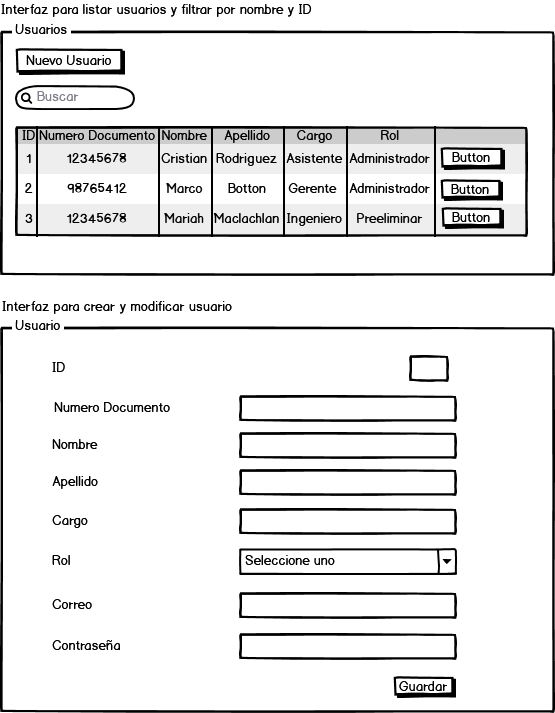 Interfaz para listar usuarios y filtrar por nombre y ID
Usuarios
Nuevo Usuario
Buscar
ID Numero Documento Nombre Apellido Cargo Rol
1 12345678 Cristian Rodriguez Asistente Administrador Button
2 98765412 Marco Botton Gerente Administrador Button
3 12345678 Mariah Maclachlan Ingeniero Preeliminar Button
Interfaz para crear y modificar usuario
Usuario
ID
Numero Documento
Nombre
Apellido
Cargo
Rol Seleccione uno
Correo
Contraseña
Guardar